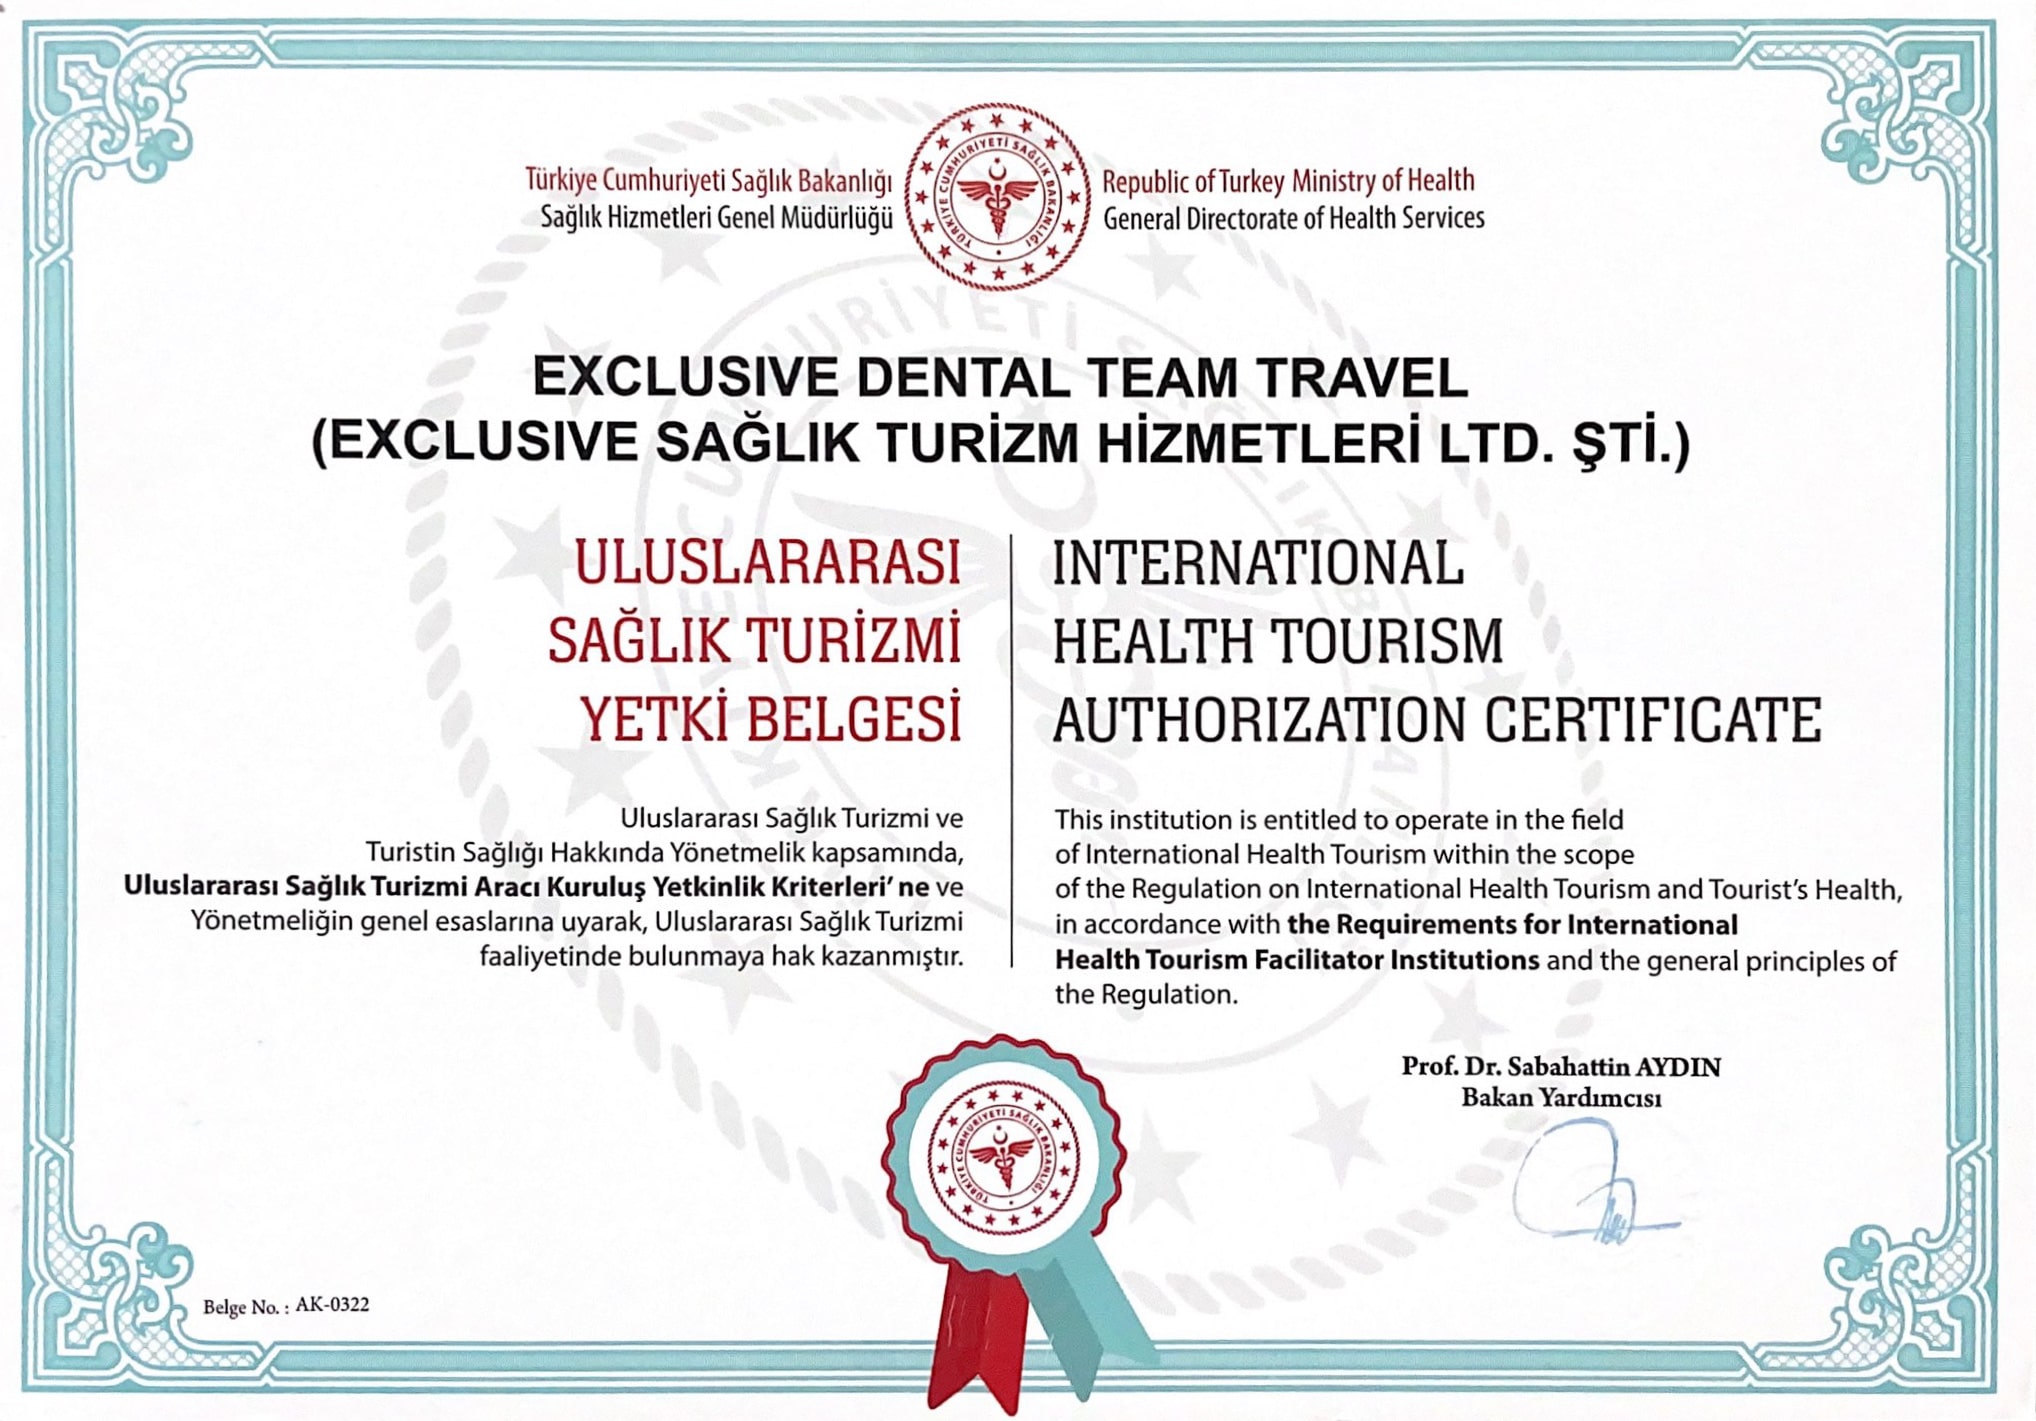 Türkiye Cumhuriyeti Sağlık Bakanlığı
Sağlık Hizmetleri Genel Müdürlüğü
TÜRKİYE CUMHURİYETİ SAĞLIK BAKANLIĞI
Republic of Turkey Ministry of Health
General Directorate of Health Services
EXCLUSIVE DENTAL TEAM TRAVEL
(EXCLUSIVE SAĞLIK TURİZM HİZMETLERİ LTD. ŞTİ.)
ULUSLARARASI
SAĞLIK TURİZMİ
YETKİ BELGESİ
Uluslararası Sağlık Turizmi ve
Turistin Sağlığı Hakkında Yönetmelik kapsamında,
Uluslararası Sağlık Turizmi Aracı Kuruluş Yetkinlik Kriterleri' ne ve
Yönetmeliğin genel esaslarına uyarak, Uluslararası Sağlık Turizmi
faaliyetinde bulunmaya hak kazanmıştır.
INTERNATIONAL
HEALTH TOURISM
AUTHORIZATION CERTIFICATE
This institution is entitled to operate in the field
of International Health Tourism within the scope
of the Regulation on International Health Tourism and Tourist's Health,
in accordance with the Requirements for International
Health Tourism Facilitator Institutions and the general principles of
the Regulation.
Prof. Dr. Sabahattin AYDIN
Bakan Yardımcısı
TÜRKİYE CUMHURİYETİ SAĞLIK BAKANLIĞI
Belge No. : AK-0322